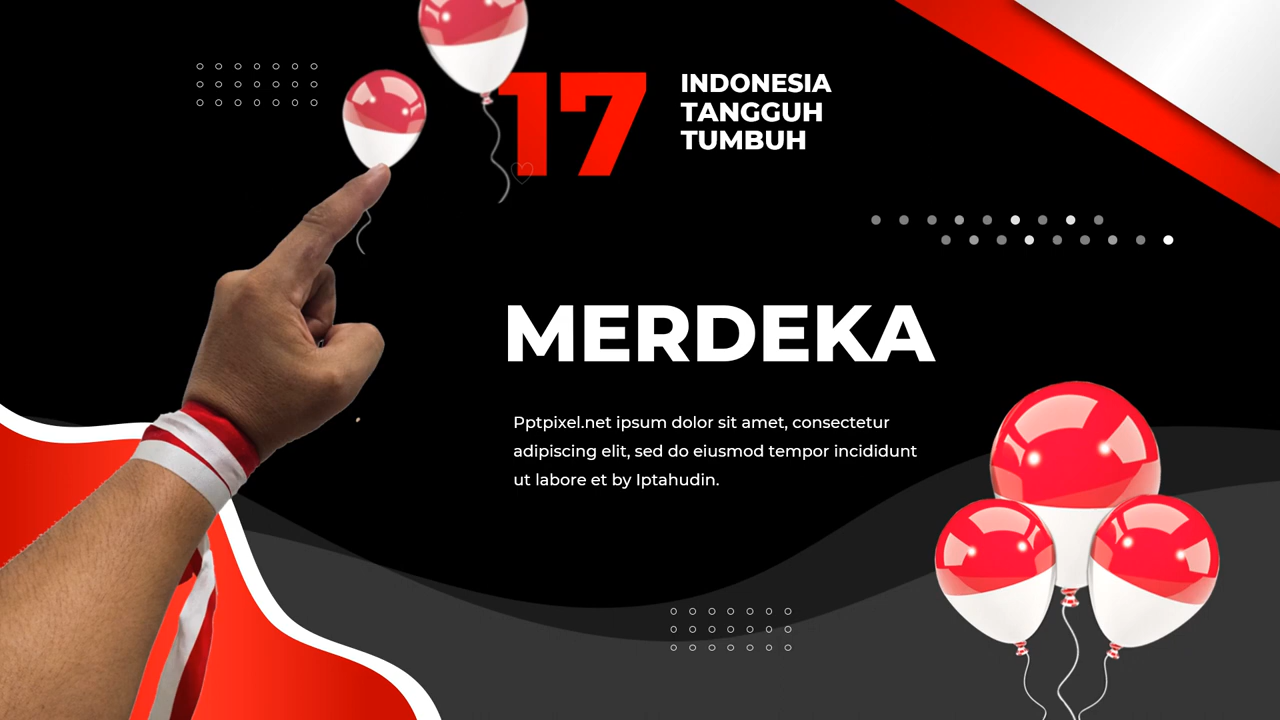 17
INDONESIA
TANGGUH
TUMBUH
MERDEKA
Pptpixel.net ipsum dolor sit amet, consectetur
adipiscing elit, sed do eiusmod tempor incididunt
ut labore et by Iptahudin.